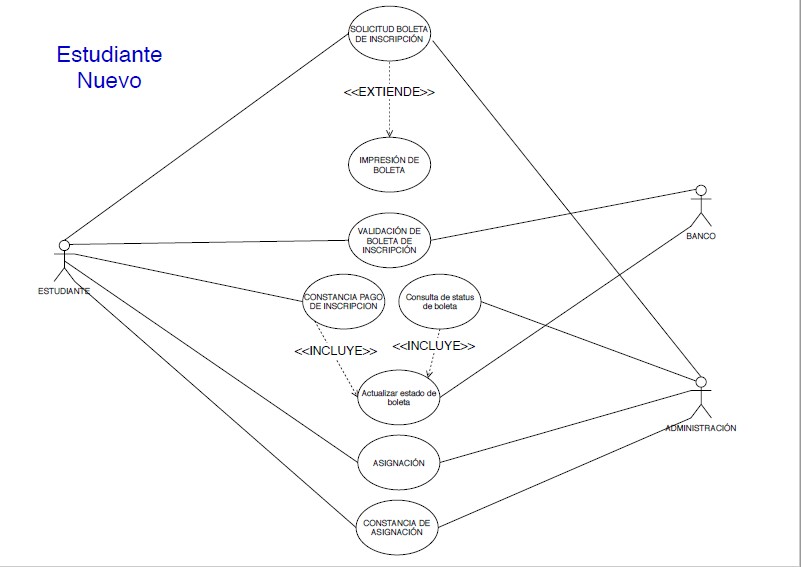 Estudiante
Nuevo
SOLICITUD BOLETA
DE INSCRIPCIÓN
<<EXTIENDE>>
IMPRESIÓN DE
BOLETA
VALIDACIÓN DE
BOLETA DE
INSCRIPCIÓN
BANCO
ESTUDIANTE
CONSTANCIA PAGO
DE INSCRIPCION
Consulta de status
de boleta
<<INCLUYE>>
<<INCLUYE>>
Actualizar estado de
boleta
ADMINISTRACIÓN
ASIGNACIÓN
CONSTANCIA DE
ASIGNACIÓN